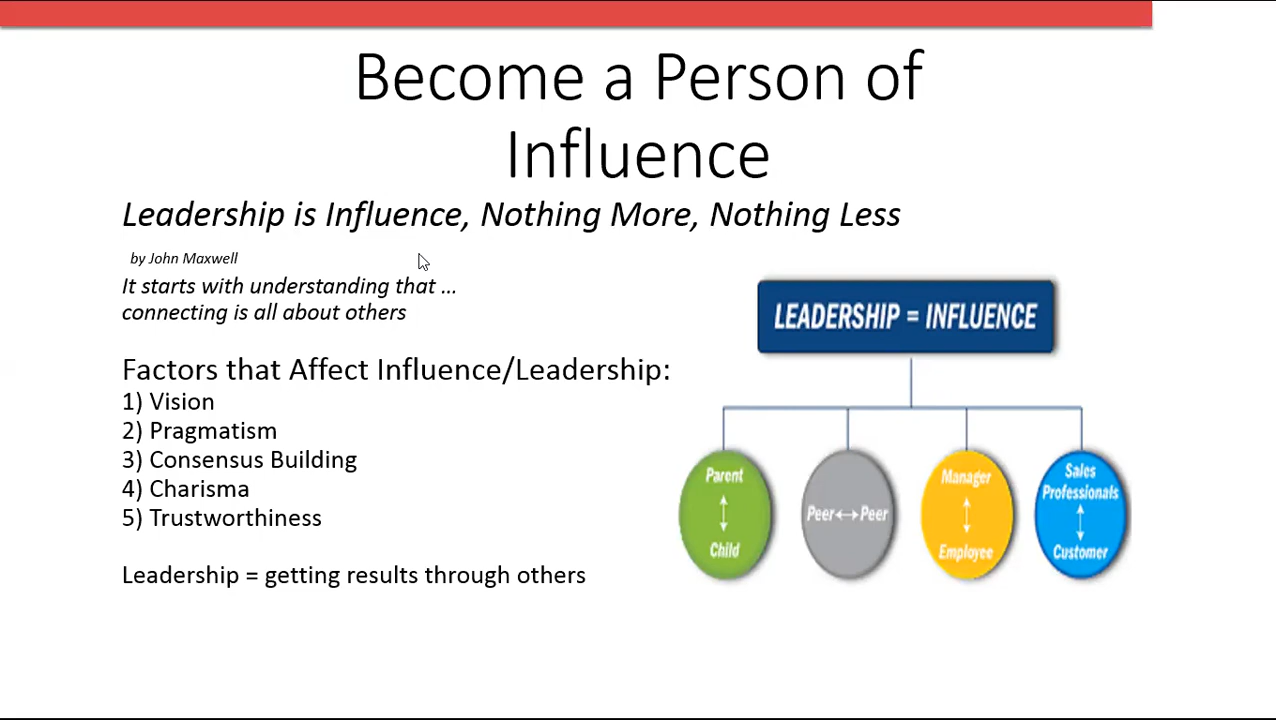 Become a Person of
Influence
Leadership is Influence, Nothing More, Nothing Less
by John Maxwell
It starts with understanding that ...
connecting is all about others
Factors that Affect Influence/Leadership:
1) Vision
2) Pragmatism
3) Consensus Building
4) Charisma
5) Trustworthiness
Leadership = getting results through others
LEADERSHIP = INFLUENCE
Parent
Child
Peer↔Peer
Manager
Employee
Sales
Professionals
Customer